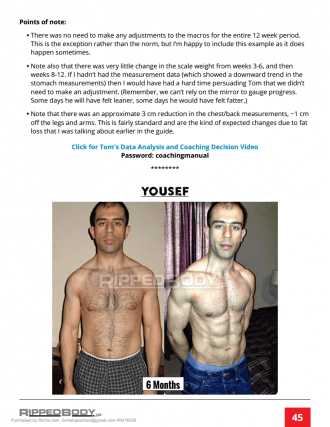 Points of note:
• There was no need to make any adjustments to the macros for the entire 12 week period.
This is the exception rather than the norm, but I'm happy to include this example as it does
happen sometimes.
• Note also that there was very little change in the scale weight from weeks 3-6, and then
weeks 8-12. If I hadn't had the measurement data (which showed a downward trend in the
stomach measurements) then I would have had a hard time persuading Tom that we didn't
need to make an adjustment. (Remember, we can't rely on the mirror to gauge progress.
Some days he will have felt leaner, some days he would have felt fatter.)
• Note that there was an approximate 3 cm reduction in the chest/back measurements, ~1 cm
off the legs and arms. This is fairly standard and are the kind of expected changes due to fat
loss that I was talking about earlier in the guide.
Click for Tom's Data Analysis and Coaching Decision Video
Password: coachingmanual
********
YOUSEF
RIPPEDBODY
6 Months
RIPPEDBODY
45